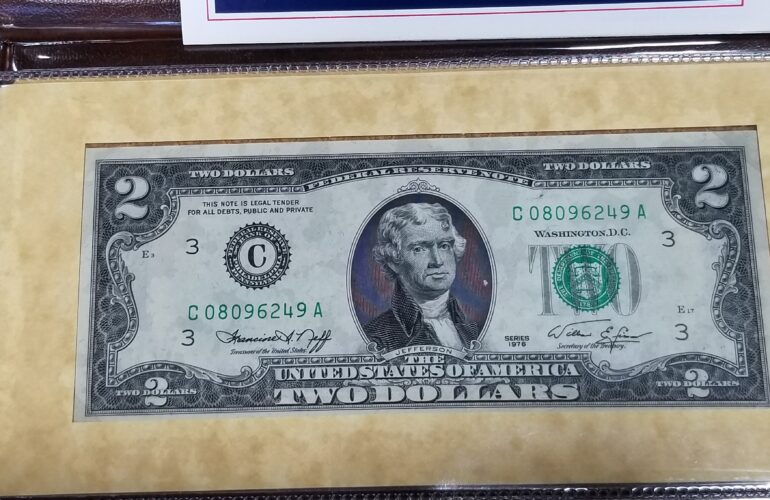 TWO DOLLARS
FEDERAL RESERVE NOTE
TWO DOLLARS
2
2
THIS NOTE IS LEGAL TENDER
FOR ALL DEBTS, PUBLIC AND PRIVATE
C 08096249 A
WASHINGTON, D.C.
3
3
E3
C
TWO
C 08096249 A
E17
3
3
Francine I. Neff
Treasurer of the United States.
SERIES
1976
Secretary of the Treasury.
JEFFERSON
THE
UNITED STATES OF AMERICA
TWO DOLLARS
2
TWO DOLLARS
2
TWO DOLLARS